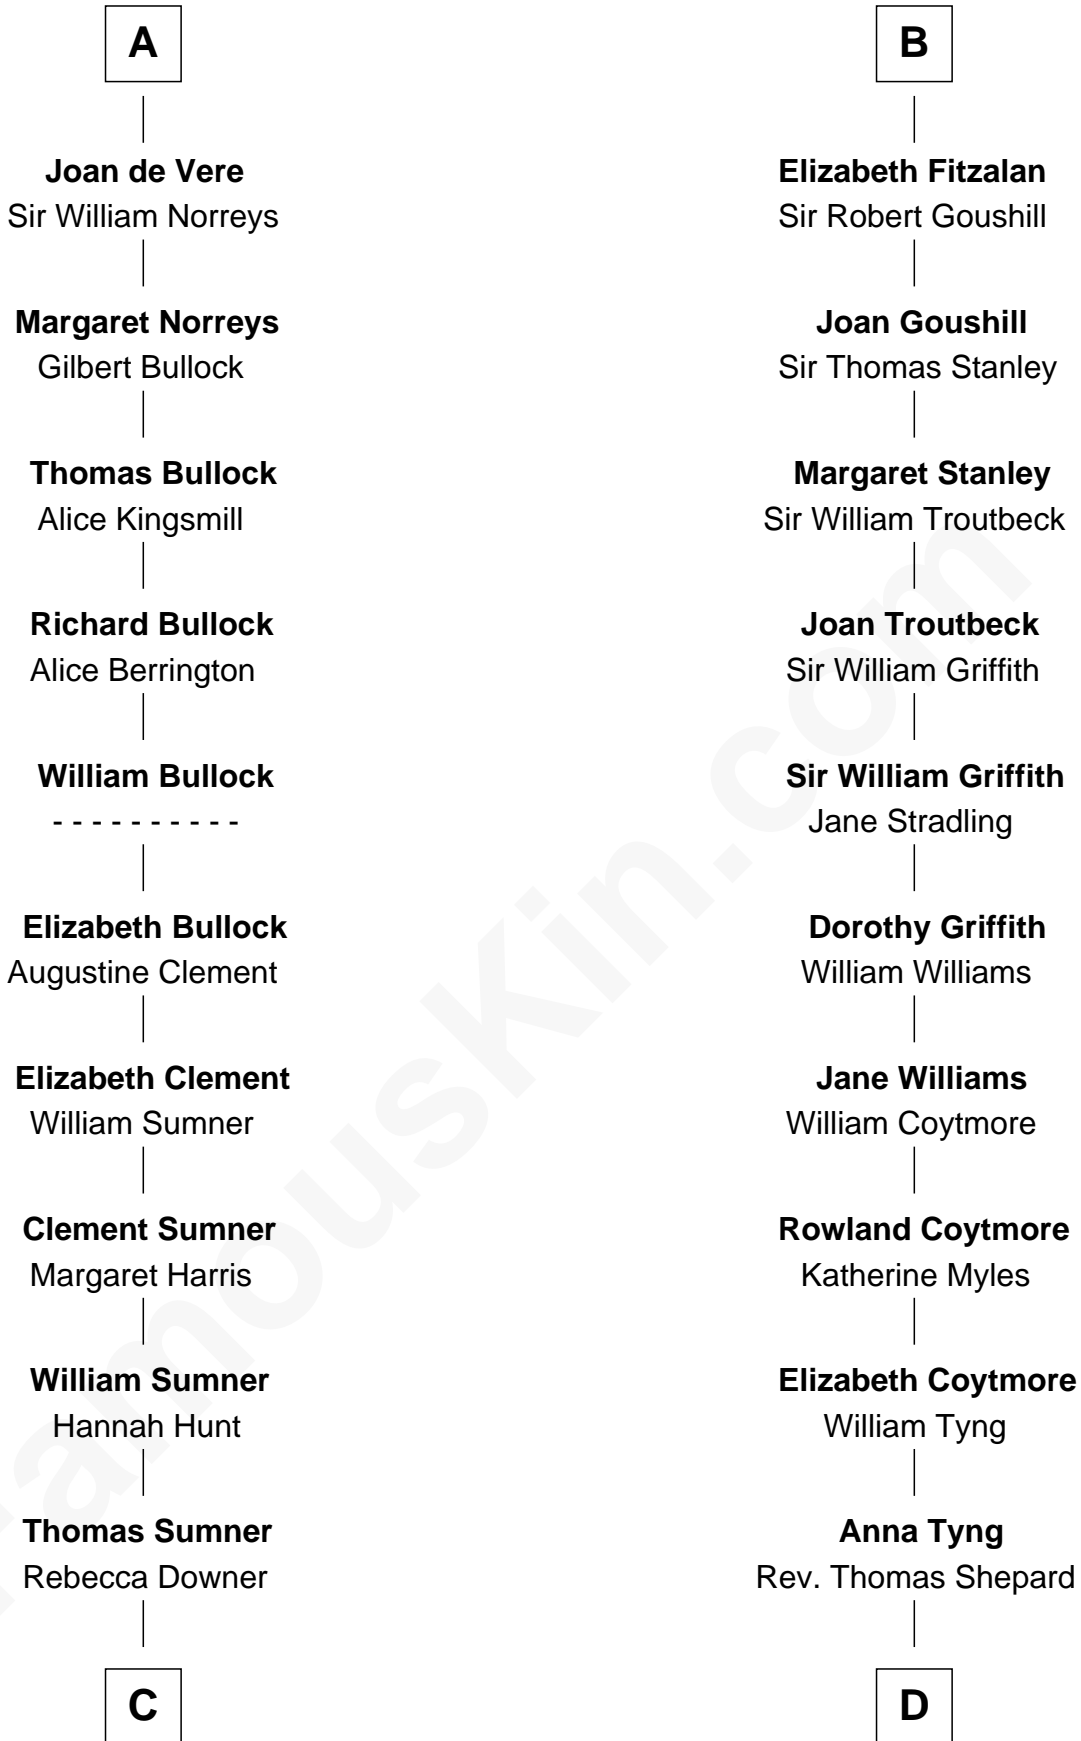 A
Joan de Vere
Sir William Norreys
Margaret Norreys
Gilbert Bullock
Thomas Bullock
Alice Kingsmill
Richard Bullock
Alice Berrington
William Bullock
- - - - - - - - - -
Elizabeth Bullock
Augustine Clement
Elizabeth Clement
William Sumner
Clement Sumner
Margaret Harris
William Sumner
Hannah Hunt
Thomas Sumner
Rebecca Downer
C
B
Elizabeth Fitzalan
Sir Robert Goushill
Joan Goushill
Sir Thomas Stanley
Margaret Stanley
Sir William Troutbeck
Joan Troutbeck
Sir William Griffith
Sir William Griffith
Jane Stradling
Dorothy Griffith
William Williams
Jane Williams
William Coytmore
Rowland Coytmore
Katherine Myles
Elizabeth Coytmore
William Tyng
Anna Tyng
Rev. Thomas Shepard
D
FamousKin.com